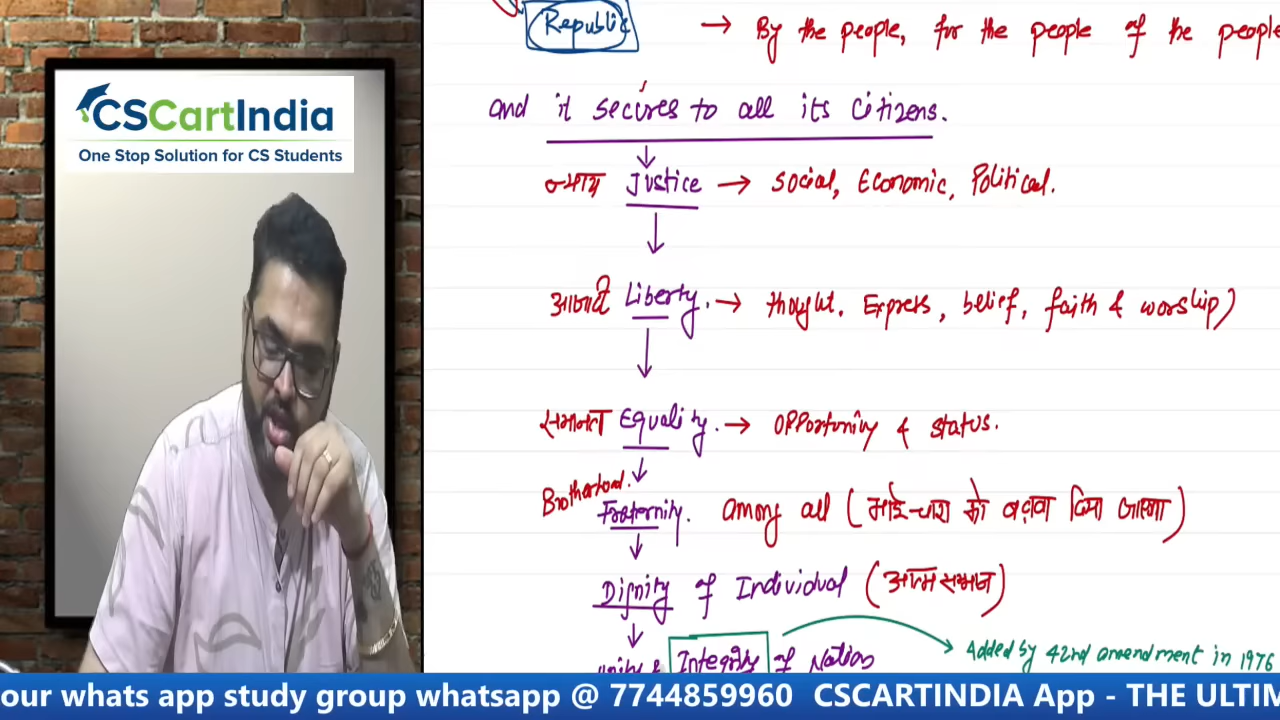 CSCartIndia
One Stop Solution for CS Students
Republic → By the people, for the people of the people
and it secures to all its Citizens.
न्याय Justice → Social, Economic, Political.
आजादी Liberty. → thought, Express, belief, faith & worship)
समानता Equality. → Opportunity & status.
Brotherhood.
Fraternity. Among all (भाई-चारा को बढ़ावा दिया जाएगा)
Dignity of Individual (आत्म सम्मान)
unity & Integrity of Nation
Added by 42nd amendment in 1976
our whats app study group whatsapp @ 7744859960 CSCARTINDIA App - THE ULTIM